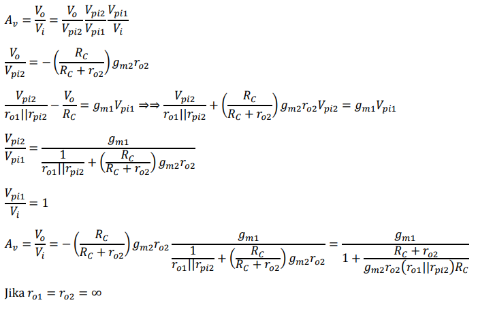 A_v = V_o/V_i = V_o/V_pi2 V_pi2/V_pi1 V_pi1/V_i
V_o/V_pi2 = −(R_C/(R_C + r_o2)) g_m2 r_o2
V_pi2/(r_o1||r_pi2) − V_o/R_C = g_m1 V_pi1 ⇒⇒ V_pi2/(r_o1||r_pi2) + (R_C/(R_C + r_o2)) g_m2 r_o2 V_pi2 = g_m1 V_pi1
V_pi2/V_pi1 = g_m1/(1/(r_o1||r_pi2) + (R_C/(R_C + r_o2)) g_m2 r_o2)
V_pi1/V_i = 1
A_v = V_o/V_i = −(R_C/(R_C + r_o2)) g_m2 r_o2 g_m1/(1/(r_o1||r_pi2) + (R_C/(R_C + r_o2)) g_m2 r_o2) = g_m1/(1 + (R_C + r_o2)/(g_m2 r_o2 (r_o1||r_pi2) R_C))
Jika r_o1 = r_o2 = ∞